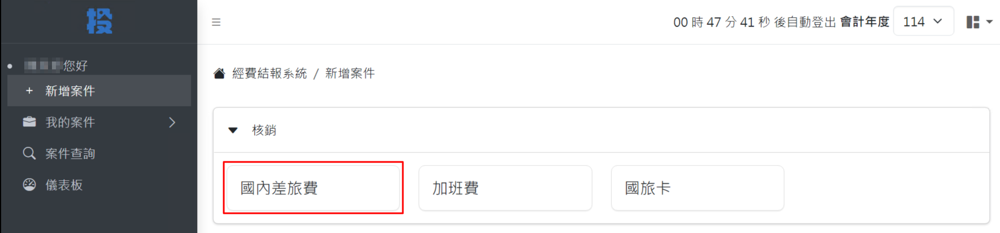 投
00 時 47 分 41 秒 後自動登出 會計年度 114
您好
+ 新增案件
我的案件
案件查詢
儀表板
經費結報系統 / 新增案件
核銷
國內差旅費
加班費
國旅卡